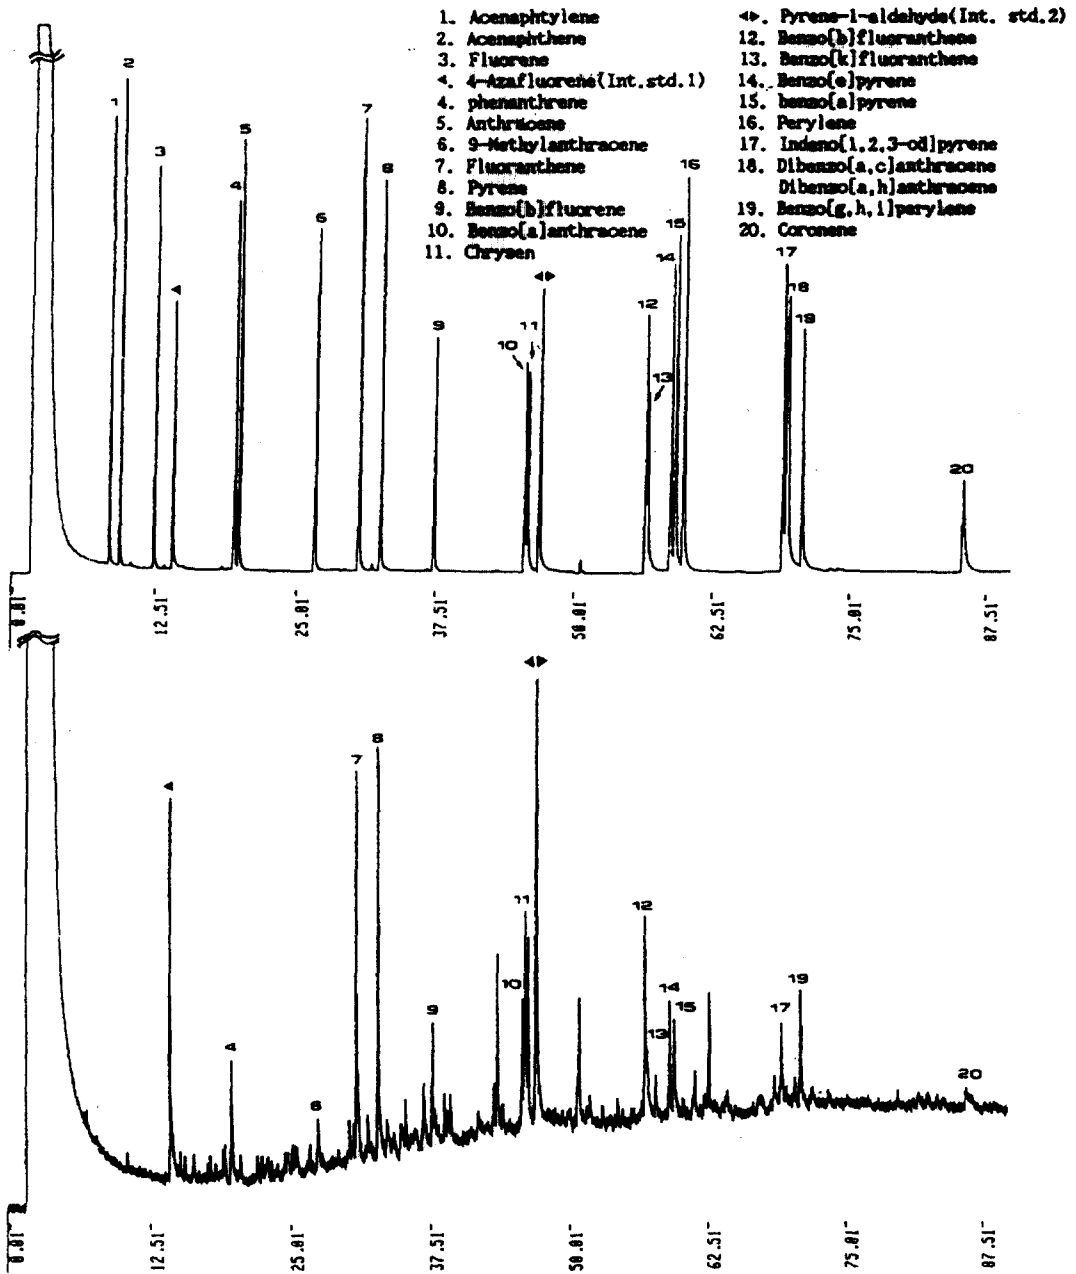 1. Acenaphtylene
2. Acenaphthene
3. Fluorene
◂. 4-Azafluorene(Int.std.1)
4. phenanthrene
5. Anthracene
6. 9-Methylanthracene
7. Fluoranthene
8. Pyrene
9. Benzo[b]fluorene
10. Benzo[a]anthracene
11. Chrysen
◂▸. Pyrene-1-aldehyde(Int. std.2)
12. Benzo[b]fluoranthene
13. Benzo[k]fluoranthene
14. Benzo[e]pyrene
15. benzo[a]pyrene
16. Perylene
17. Indeno[1,2,3-cd]pyrene
18. Dibenzo[a,c]anthracene
Dibenzo[a,h]anthracene
19. Benzo[g,h,i]perylene
20. Coronene
1
2
3
◂
4
5
6
7
8
9
10
11
◂▸
12
13
14
15
16
17
18
19
20
0.01
12.51
25.01
37.51
50.01
62.51
75.01
87.51
◂
4
6
7
8
9
10
11
◂▸
12
13
14
15
17
19
20
0.01
12.51
25.01
37.51
50.01
62.51
75.01
87.51